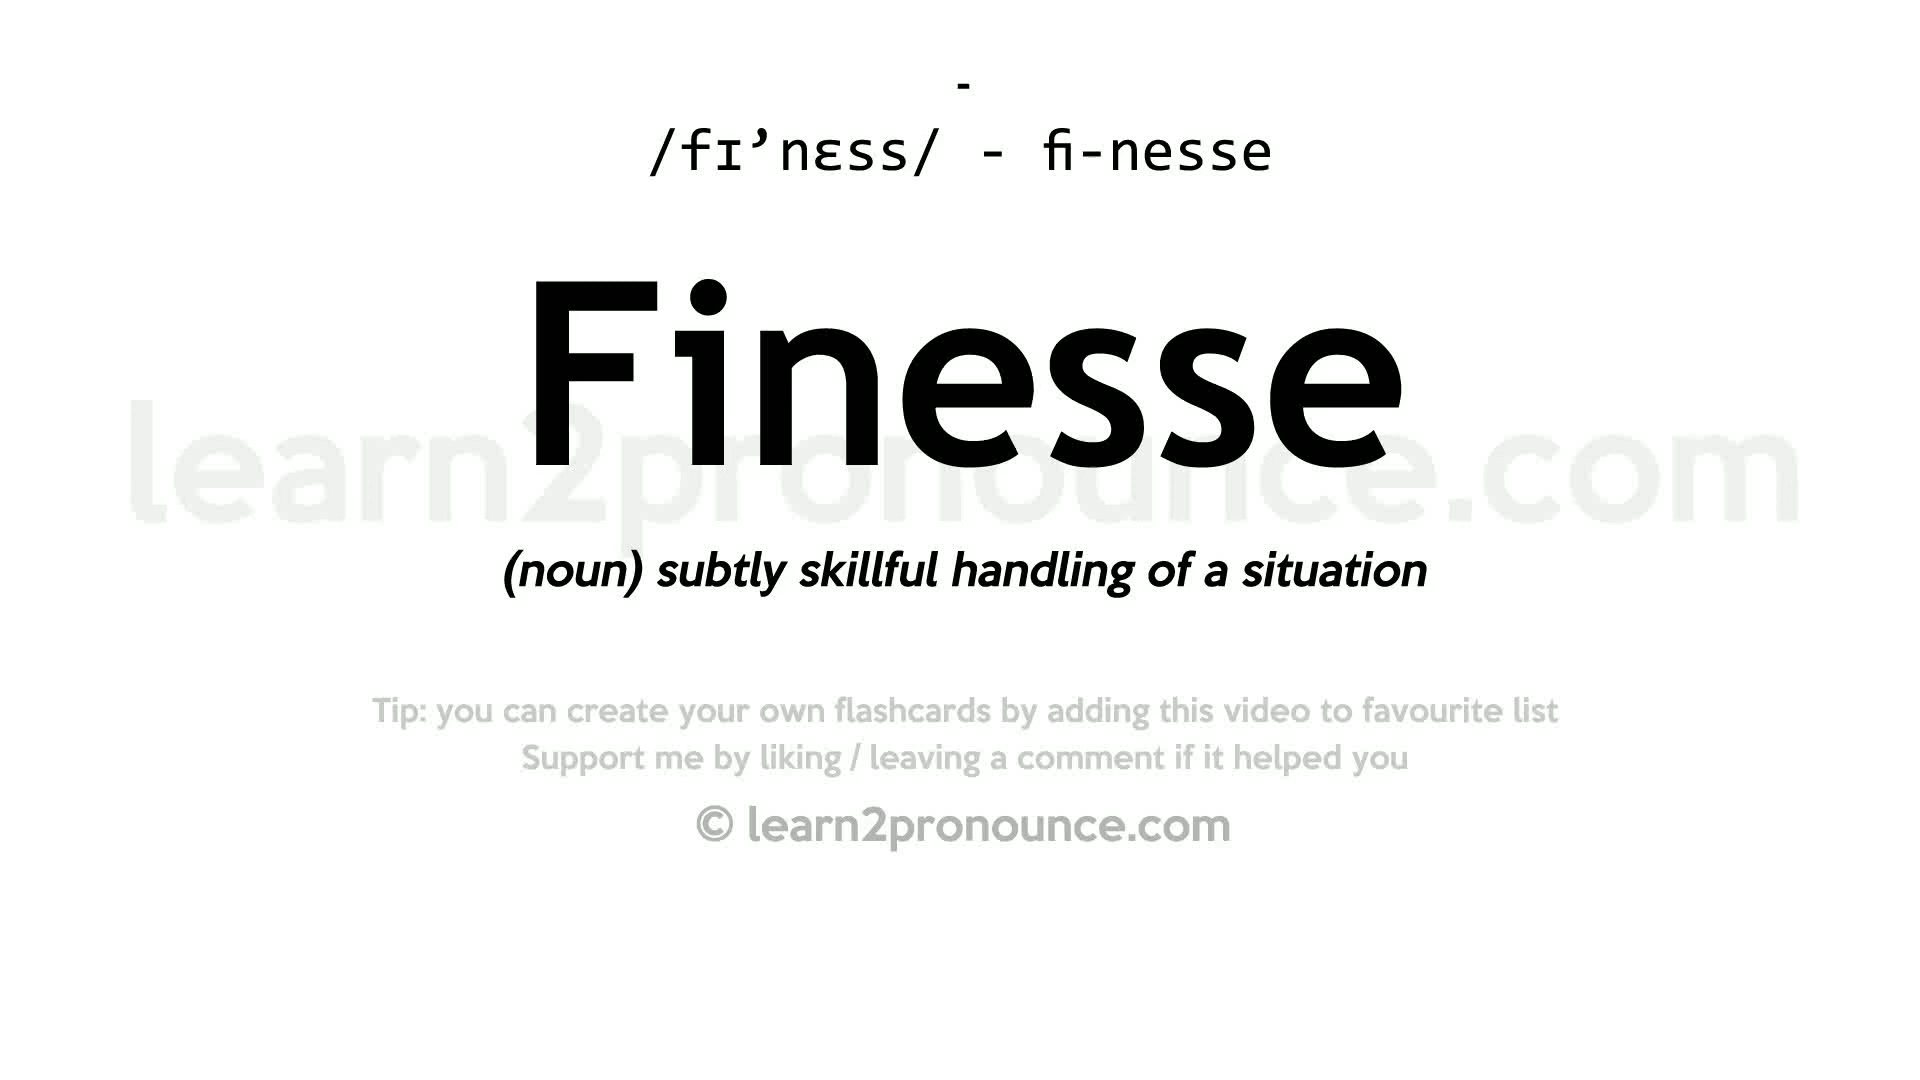 -
/fɪ’nɛss/ - fi-nesse
Finesse
learn2pronounce.com
(noun) subtly skillful handling of a situation
Tip: you can create your own flashcards by adding this video to favourite list
Support me by liking / leaving a comment if it helped you
© learn2pronounce.com